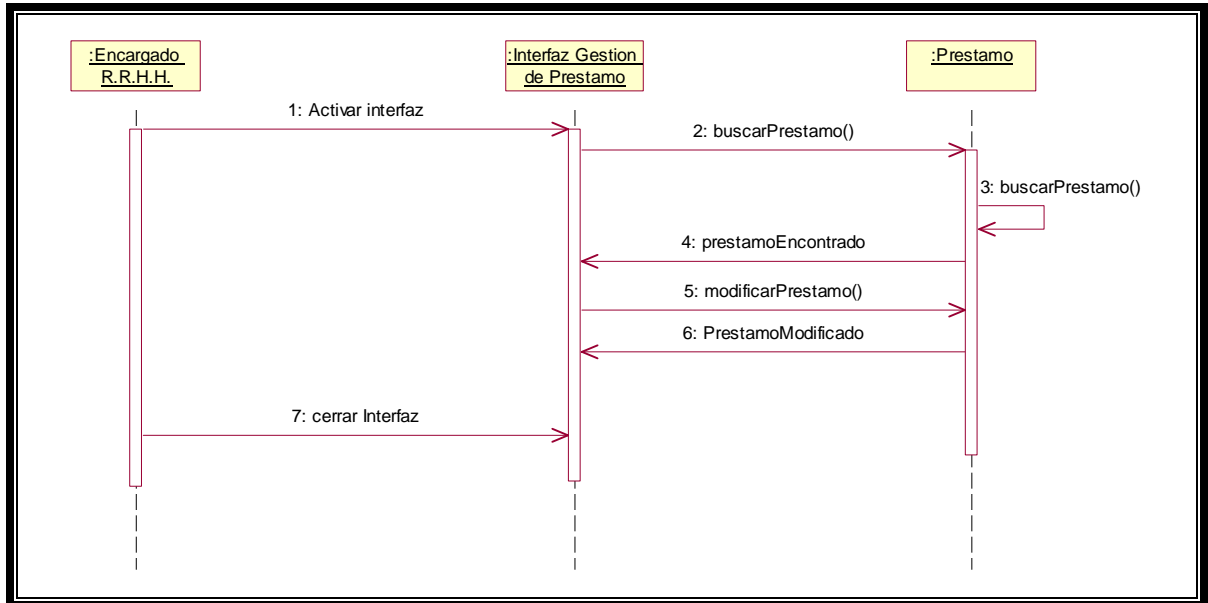 :Encargado
R.R.H.H.
:Interfaz Gestion
de Prestamo
:Prestamo
1: Activar interfaz
2: buscarPrestamo()
3: buscarPrestamo()
4: prestamoEncontrado
5: modificarPrestamo()
6: PrestamoModificado
7: cerrar Interfaz